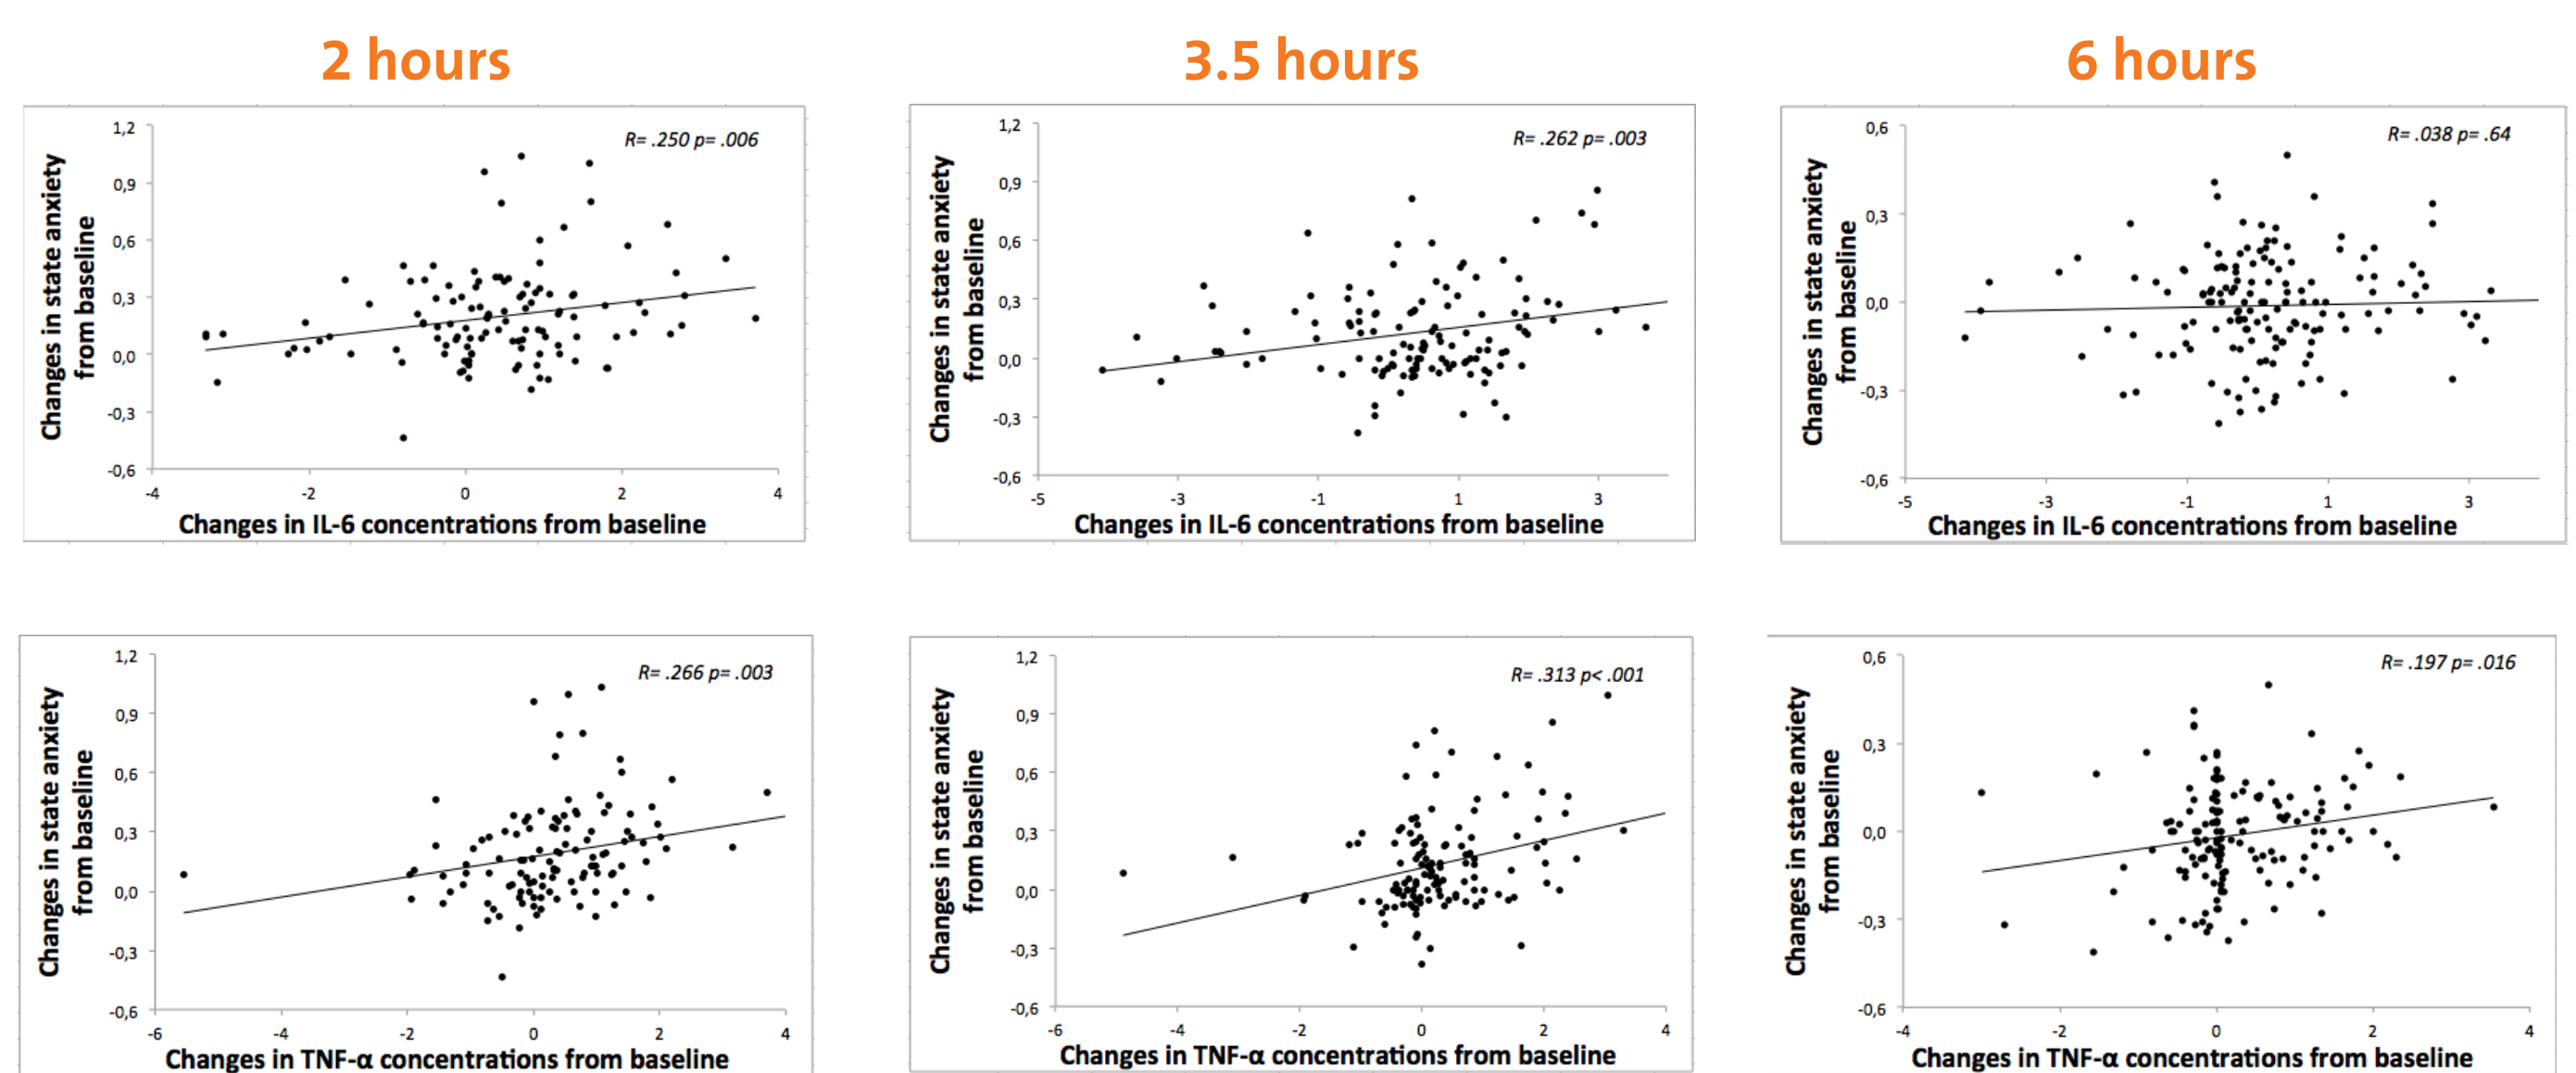 2 hours
3.5 hours
6 hours
R= .250 p= .006
1,2
0,9
0,6
0,3
0,0
-0,3
-0,6
Changes in state anxiety
from baseline
-4 -2 0 2 4
Changes in IL-6 concentrations from baseline
R= .262 p= .003
1,2
0,9
0,6
0,3
0,0
-0,3
-0,6
Changes in state anxiety
from baseline
-5 -3 -1 1 3
Changes in IL-6 concentrations from baseline
R= .038 p= .64
0,6
0,3
0,0
-0,3
-0,6
Changes in state anxiety
from baseline
-5 -3 -1 1 3
Changes in IL-6 concentrations from baseline
R= .266 p= .003
1,2
0,9
0,6
0,3
0,0
-0,3
-0,6
Changes in state anxiety
from baseline
-6 -4 -2 0 2 4
Changes in TNF-α concentrations from baseline
R= .313 p< .001
1,2
0,9
0,6
0,3
0,0
-0,3
-0,6
Changes in state anxiety
from baseline
-6 -4 -2 0 2 4
Changes in TNF-α concentrations from baseline
R= .197 p= .016
0,6
0,3
0,0
-0,3
-0,6
Changes in state anxiety
from baseline
-4 -2 0 2 4
Changes in TNF-α concentrations from baseline